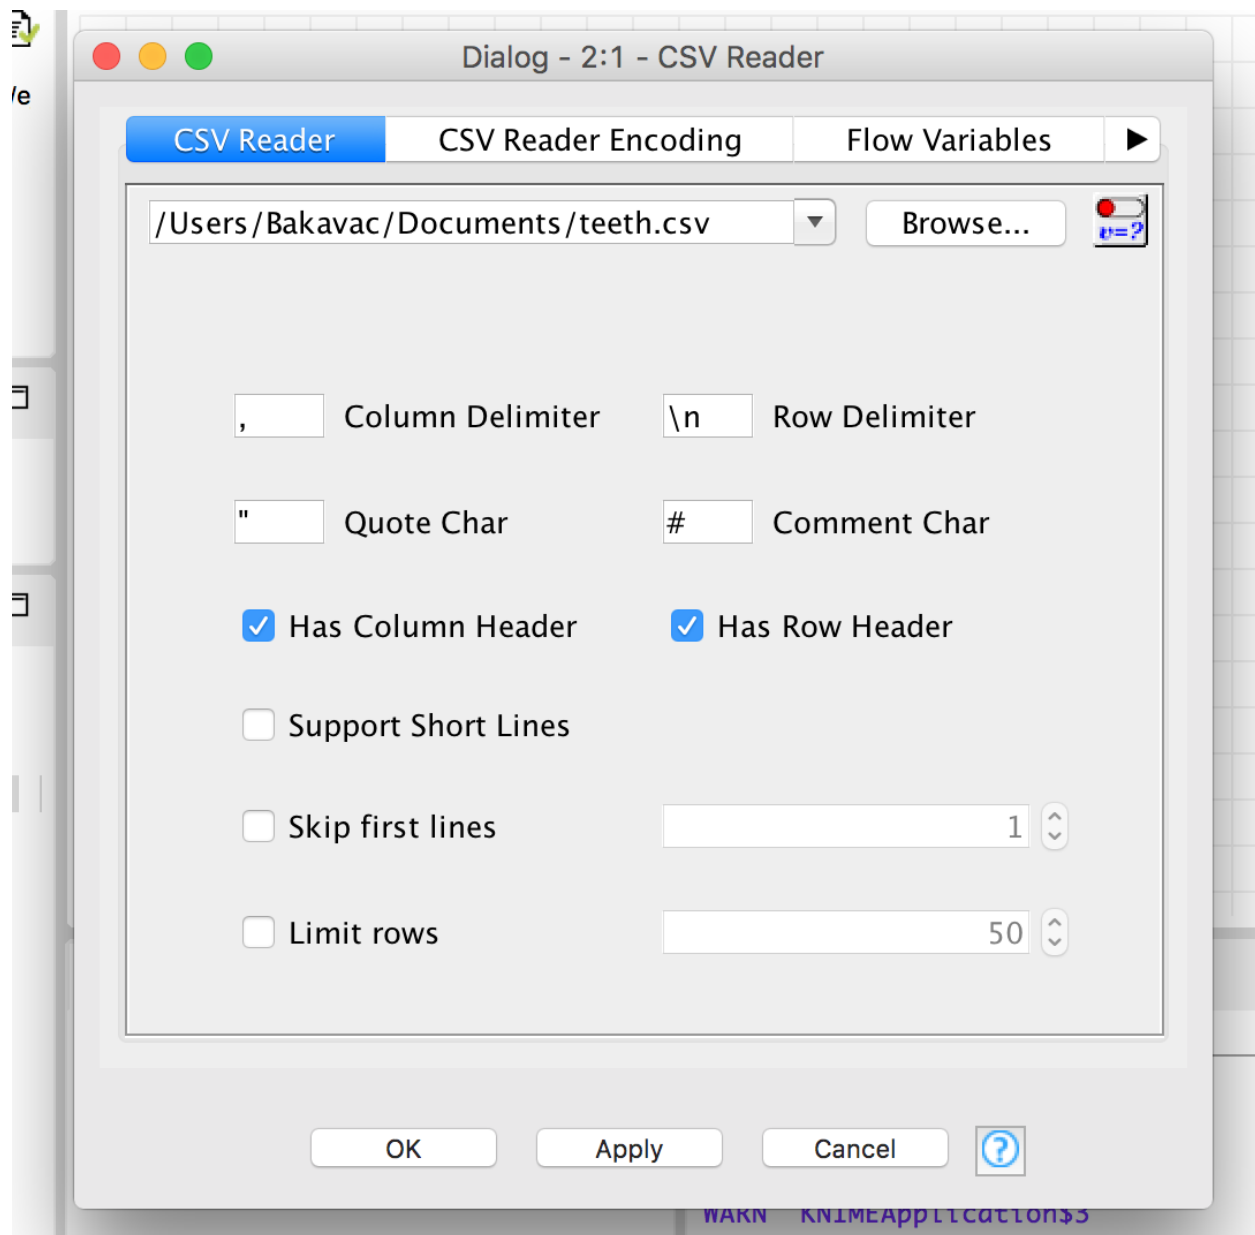 Dialog - 2:1 - CSV Reader
CSV Reader CSV Reader Encoding Flow Variables
/Users/Bakavac/Documents/teeth.csv Browse... v=?
, Column Delimiter \n Row Delimiter
" Quote Char # Comment Char
Has Column Header Has Row Header
Support Short Lines
Skip first lines 1
Limit rows 50
OK Apply Cancel ?
WARN KNIMEApplication$3